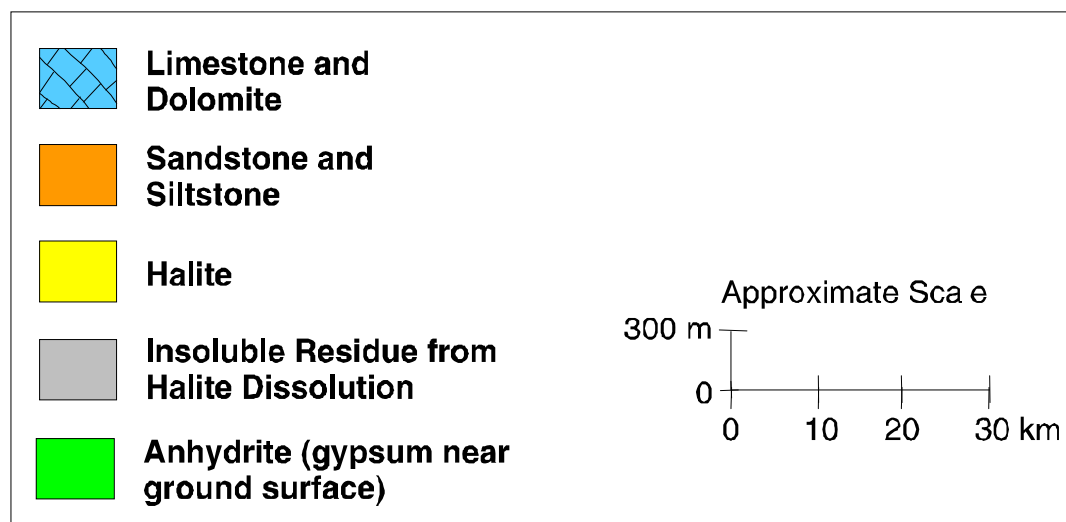 Limestone and
Dolomite
Sandstone and
Siltstone
Halite
Insoluble Residue from
Halite Dissolution
Anhydrite (gypsum near
ground surface)
Approximate Sca e
300 m
0
0 10 20 30 km